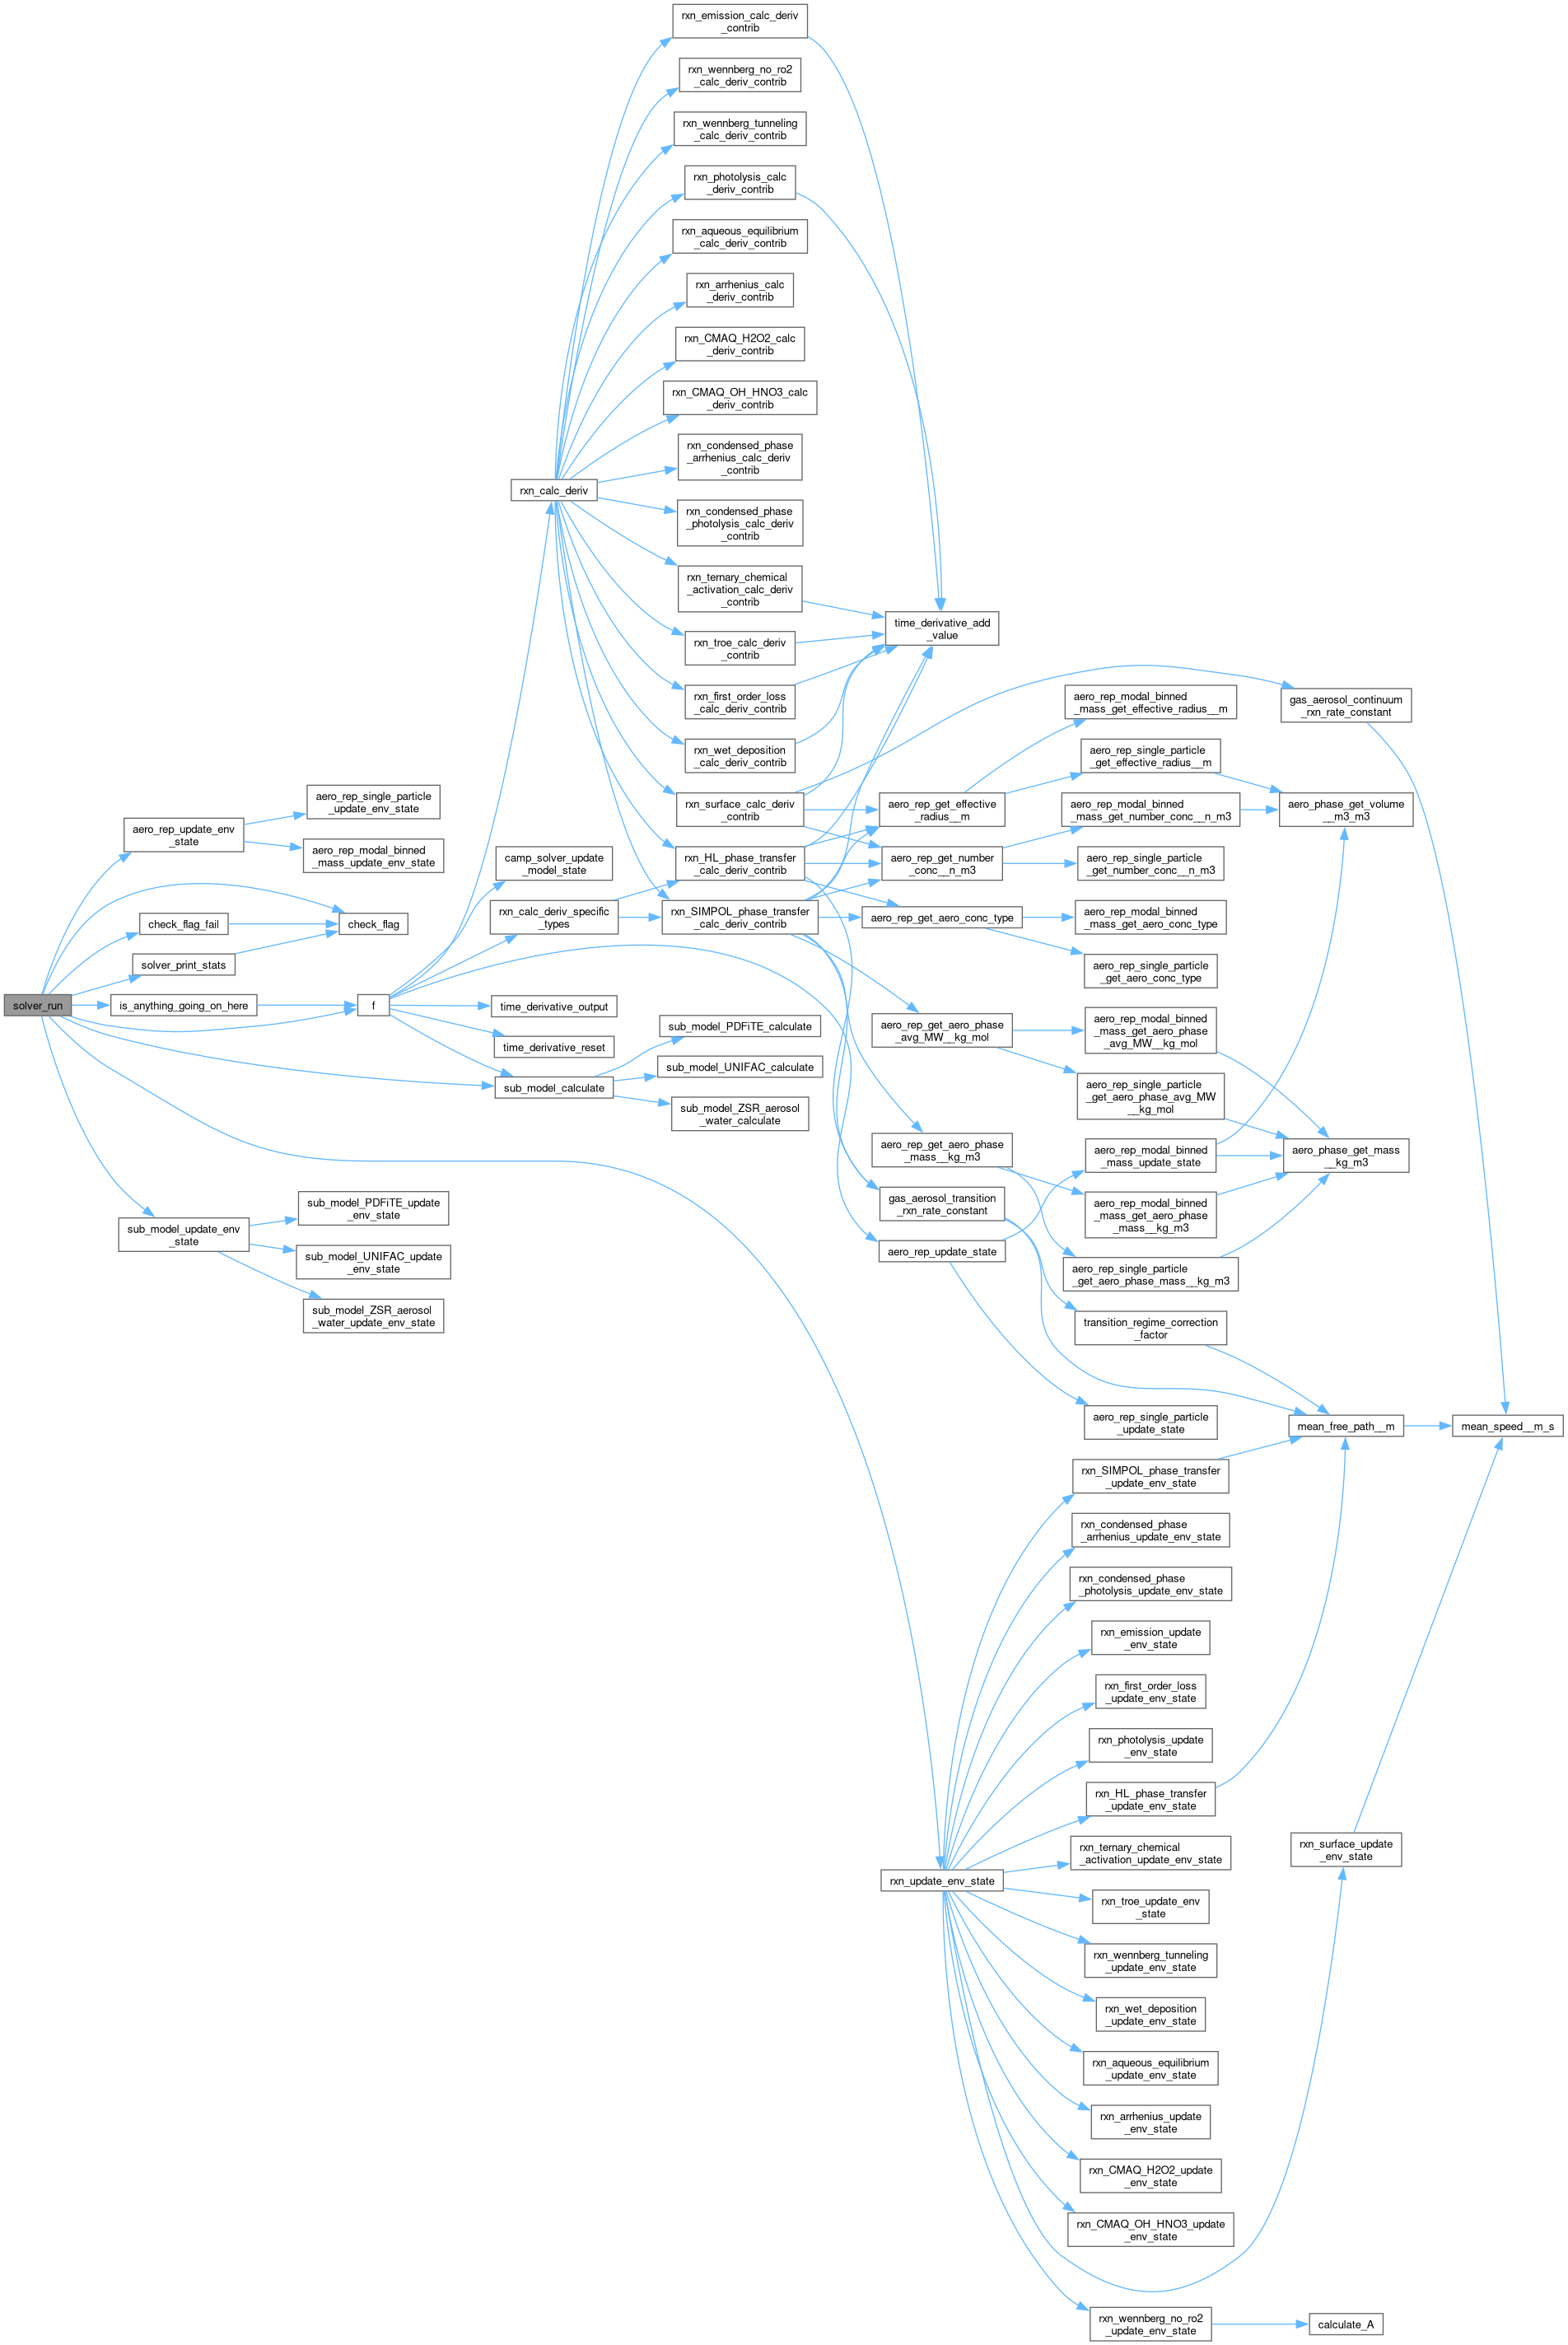 rxn_emission_calc_deriv
_contrib
rxn_wennberg_no_ro2
_calc_deriv_contrib
rxn_wennberg_tunneling
_calc_deriv_contrib
rxn_photolysis_calc
_deriv_contrib
rxn_aqueous_equilibrium
_calc_deriv_contrib
rxn_arrhenius_calc
_deriv_contrib
rxn_CMAQ_H2O2_calc
_deriv_contrib
rxn_CMAQ_OH_HNO3_calc
_deriv_contrib
rxn_condensed_phase
_arrhenius_calc_deriv
_contrib
rxn_calc_deriv
rxn_condensed_phase
_photolysis_calc_deriv
_contrib
rxn_ternary_chemical
_activation_calc_deriv
_contrib
time_derivative_add
_value
rxn_troe_calc_deriv
_contrib
rxn_first_order_loss
_calc_deriv_contrib
aero_rep_modal_binned
_mass_get_effective_radius__m
gas_aerosol_continuum
_rxn_rate_constant
rxn_wet_deposition
_calc_deriv_contrib
aero_rep_single_particle
_get_effective_radius__m
aero_rep_single_particle
_update_env_state
rxn_surface_calc_deriv
_contrib
aero_rep_get_effective
_radius__m
aero_rep_modal_binned
_mass_get_number_conc__n_m3
aero_phase_get_volume
__m3_m3
aero_rep_update_env
_state
aero_rep_modal_binned
_mass_update_env_state
camp_solver_update
_model_state
rxn_HL_phase_transfer
_calc_deriv_contrib
aero_rep_get_number
_conc__n_m3
aero_rep_single_particle
_get_number_conc__n_m3
check_flag_fail
check_flag
rxn_calc_deriv_specific
_types
rxn_SIMPOL_phase_transfer
_calc_deriv_contrib
aero_rep_get_aero_conc_type
aero_rep_modal_binned
_mass_get_aero_conc_type
solver_print_stats
aero_rep_single_particle
_get_aero_conc_type
solver_run
is_anything_going_on_here
f
time_derivative_output
sub_model_PDFiTE_calculate
aero_rep_get_aero_phase
_avg_MW__kg_mol
aero_rep_modal_binned
_mass_get_aero_phase
_avg_MW__kg_mol
time_derivative_reset
sub_model_UNIFAC_calculate
sub_model_calculate
aero_rep_single_particle
_get_aero_phase_avg_MW
__kg_mol
sub_model_ZSR_aerosol
_water_calculate
aero_rep_get_aero_phase
_mass__kg_m3
aero_rep_modal_binned
_mass_update_state
aero_phase_get_mass
__kg_m3
sub_model_PDFiTE_update
_env_state
gas_aerosol_transition
_rxn_rate_constant
aero_rep_modal_binned
_mass_get_aero_phase
_mass__kg_m3
sub_model_update_env
_state
sub_model_UNIFAC_update
_env_state
aero_rep_update_state
aero_rep_single_particle
_get_aero_phase_mass__kg_m3
sub_model_ZSR_aerosol
_water_update_env_state
transition_regime_correction
_factor
aero_rep_single_particle
_update_state
mean_free_path__m
mean_speed__m_s
rxn_SIMPOL_phase_transfer
_update_env_state
rxn_condensed_phase
_arrhenius_update_env_state
rxn_condensed_phase
_photolysis_update_env_state
rxn_emission_update
_env_state
rxn_first_order_loss
_update_env_state
rxn_photolysis_update
_env_state
rxn_HL_phase_transfer
_update_env_state
rxn_ternary_chemical
_activation_update_env_state
rxn_surface_update
_env_state
rxn_update_env_state
rxn_troe_update_env
_state
rxn_wennberg_tunneling
_update_env_state
rxn_wet_deposition
_update_env_state
rxn_aqueous_equilibrium
_update_env_state
rxn_arrhenius_update
_env_state
rxn_CMAQ_H2O2_update
_env_state
rxn_CMAQ_OH_HNO3_update
_env_state
rxn_wennberg_no_ro2
_update_env_state
calculate_A